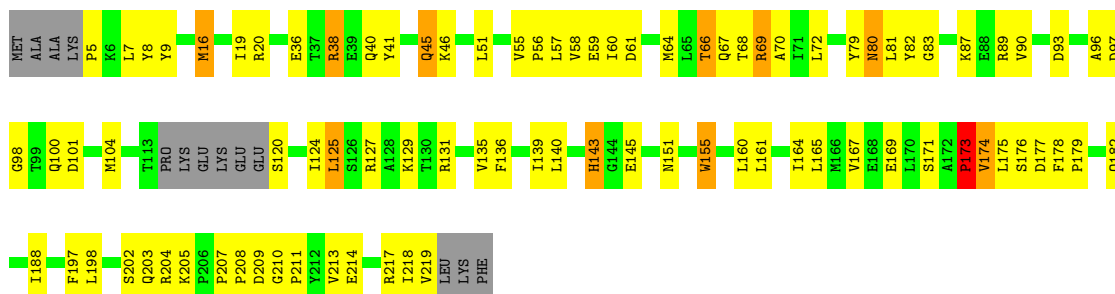 MET ALA ALA LYS P5 K6 L7 Y8 Y9 M16 I19 R20 E36 T37 R38 E39 Q40 Y41 Q45 K46 L51 V55 P56 L57 V58 E59 I60 D61 M64 L65 T66 Q67 T68 R69 A70 I71 L72 Y79 N80 L81 Y82 G83 K87 E88 R89 V90 D93 A96
G98 T99 Q100 D101 M104 T113 PRO LYS GLU LYS GLU GLU S120 I124 L125 S126 R127 A128 K129 T130 R131 V135 F136 I139 L140 H143 G144 E145 N151 W155 L160 L161 I164 L165 M166 V167 E168 E169 L170 S171 A172 P173 V174 L175 S176 D177 F178 P179
I188 F197 L198 S202 Q203 R204 K205 P206 P207 P208 D209 G210 P211 Y212 V213 E214 R217 I218 V219 LEU LYS PHE